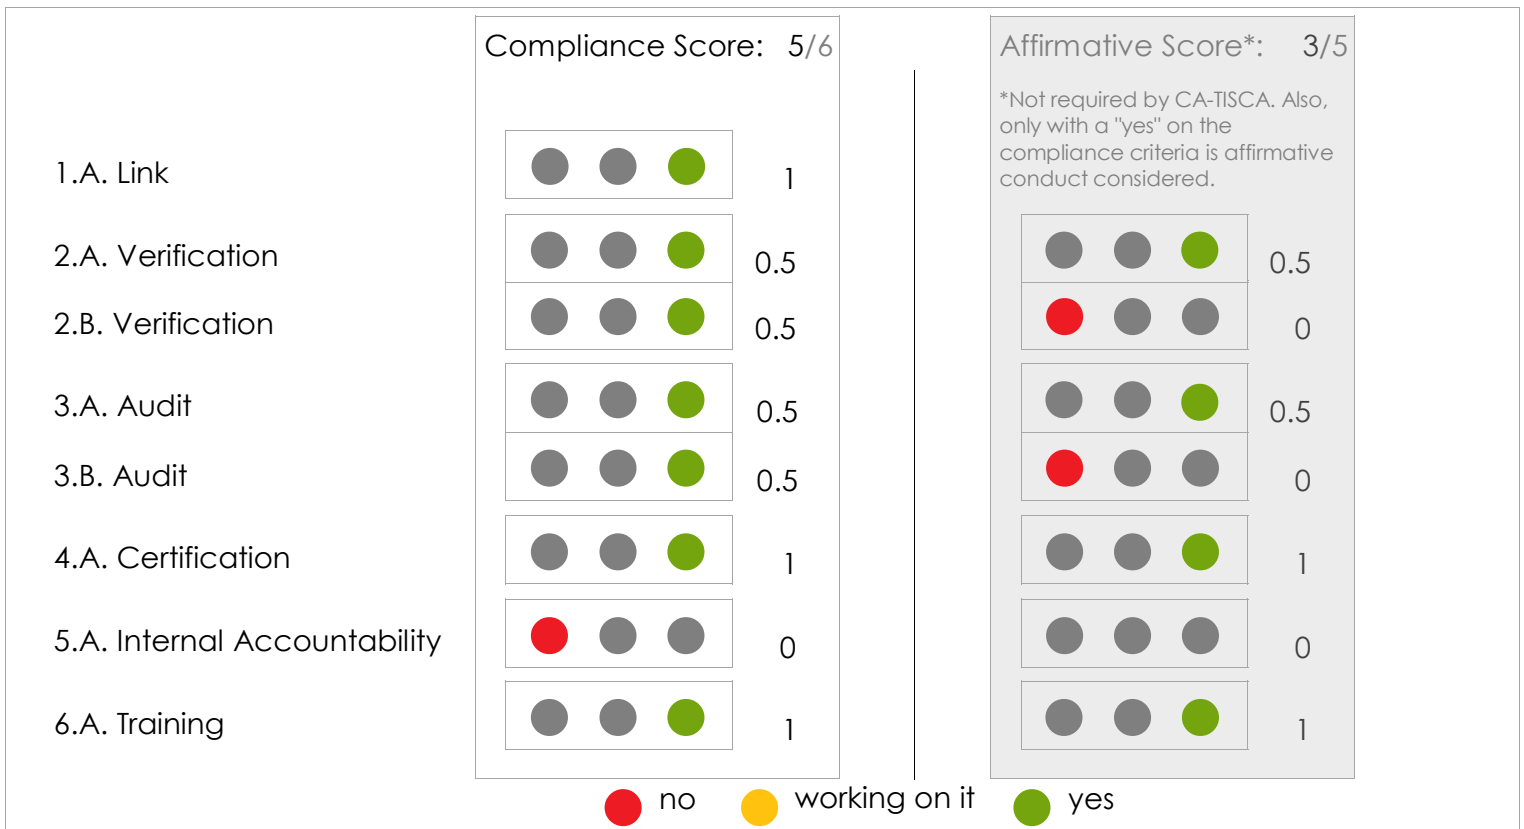 Compliance Score: 5/6
Affirmative Score*: 3/5
*Not required by CA-TISCA. Also,
only with a "yes" on the
compliance criteria is affirmative
conduct considered.
1.A. Link 1
2.A. Verification 0.5 0.5
2.B. Verification 0.5 0
3.A. Audit 0.5 0.5
3.B. Audit 0.5 0
4.A. Certification 1 1
5.A. Internal Accountability 0 0
6.A. Training 1 1
no working on it yes